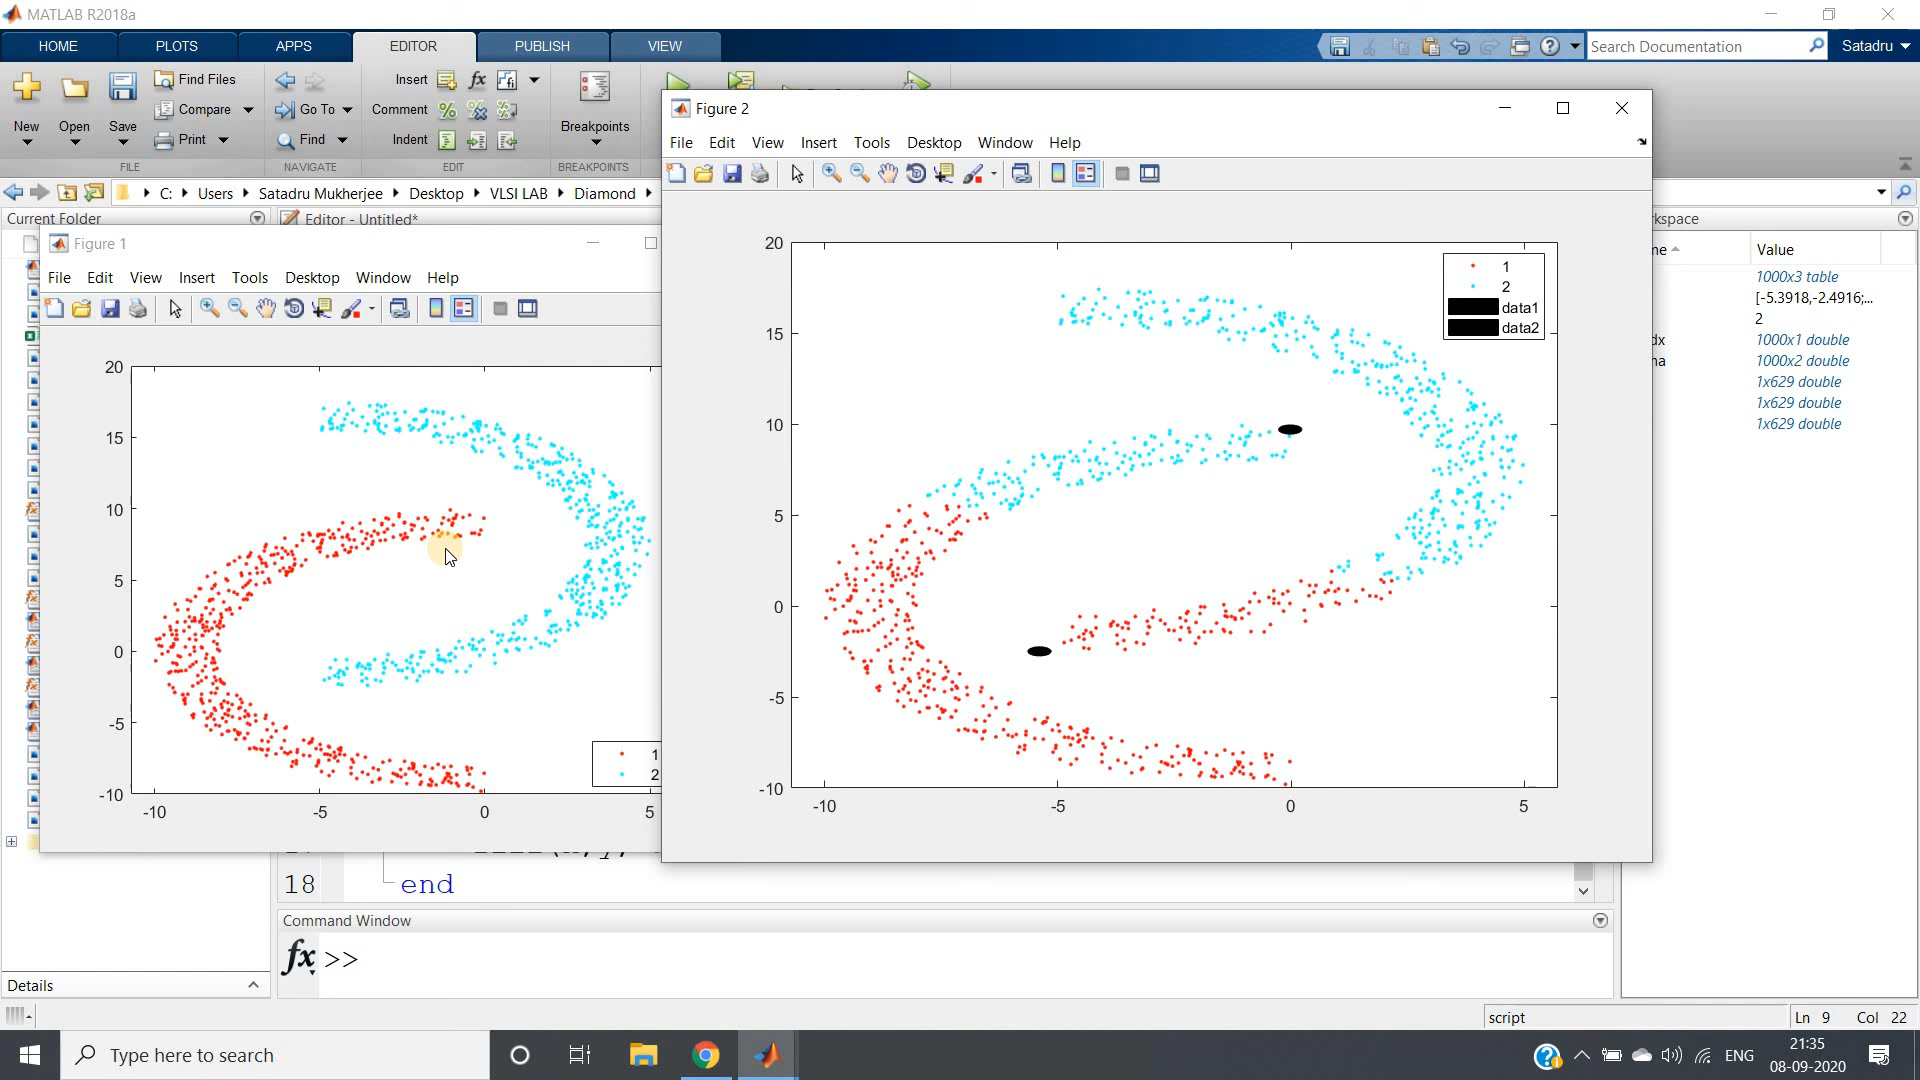 MATLAB R2018a
HOME PLOTS APPS EDITOR PUBLISH VIEW
Search Documentation Satadru
New Open Save Find Files Compare Print
FILE
Go To Find
NAVIGATE
Insert Comment Indent
EDIT
Breakpoints
BREAKPOINTS
C: Users Satadru Mukherjee Desktop VLSI LAB Diamond
Current Folder
Editor - Untitled*
Figure 1
File Edit View Insert Tools Desktop Window Help
20
15
10
5
0
-5
-10
-10 -5 0 5
1
2
Figure 2
File Edit View Insert Tools Desktop Window Help
20
15
10
5
0
-5
-10
-10 -5 0 5
1
2
data1
data2
kspace
Value
1000x3 table
[-5.3918,-2.4916;...
2
dx 1000x1 double
na 1000x2 double
1x629 double
1x629 double
1x629 double
18 end
Command Window
fx >>
Details
script Ln 9 Col 22
Type here to search
ENG
21:35
08-09-2020